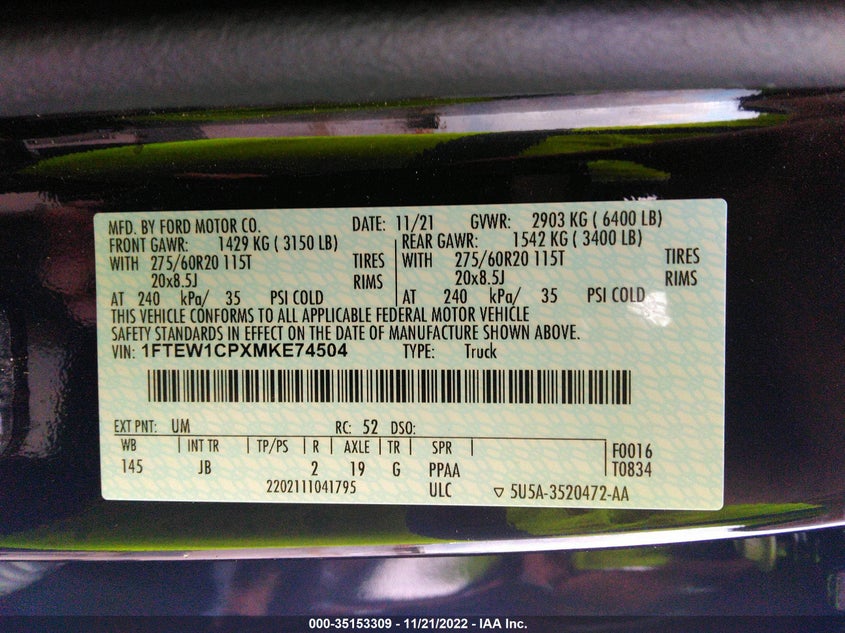 MFD. BY FORD MOTOR CO. DATE: 11/21 GVWR: 2903 KG ( 6400 LB)
FRONT GAWR: 1429 KG ( 3150 LB) REAR GAWR: 1542 KG ( 3400 LB)
WITH 275/60R20 115T TIRES WITH 275/60R20 115T TIRES
20x8.5J RIMS 20x8.5J RIMS
AT 240 kPa/ 35 PSI COLD AT 240 kPa/ 35 PSI COLD
THIS VEHICLE CONFORMS TO ALL APPLICABLE FEDERAL MOTOR VEHICLE
SAFETY STANDARDS IN EFFECT ON THE DATE OF MANUFACTURE SHOWN ABOVE.
VIN: 1FTEW1CPXMKE74504 TYPE: Truck
EXT PNT: UM RC: 52 DSO:
WB INT TR TP/PS R AXLE TR SPR F0016
145 JB 2 19 G PPAA T0834
2202111041795 ULC ▽ 5U5A-3520472-AA
000-35153309 - 11/21/2022 - IAA Inc.